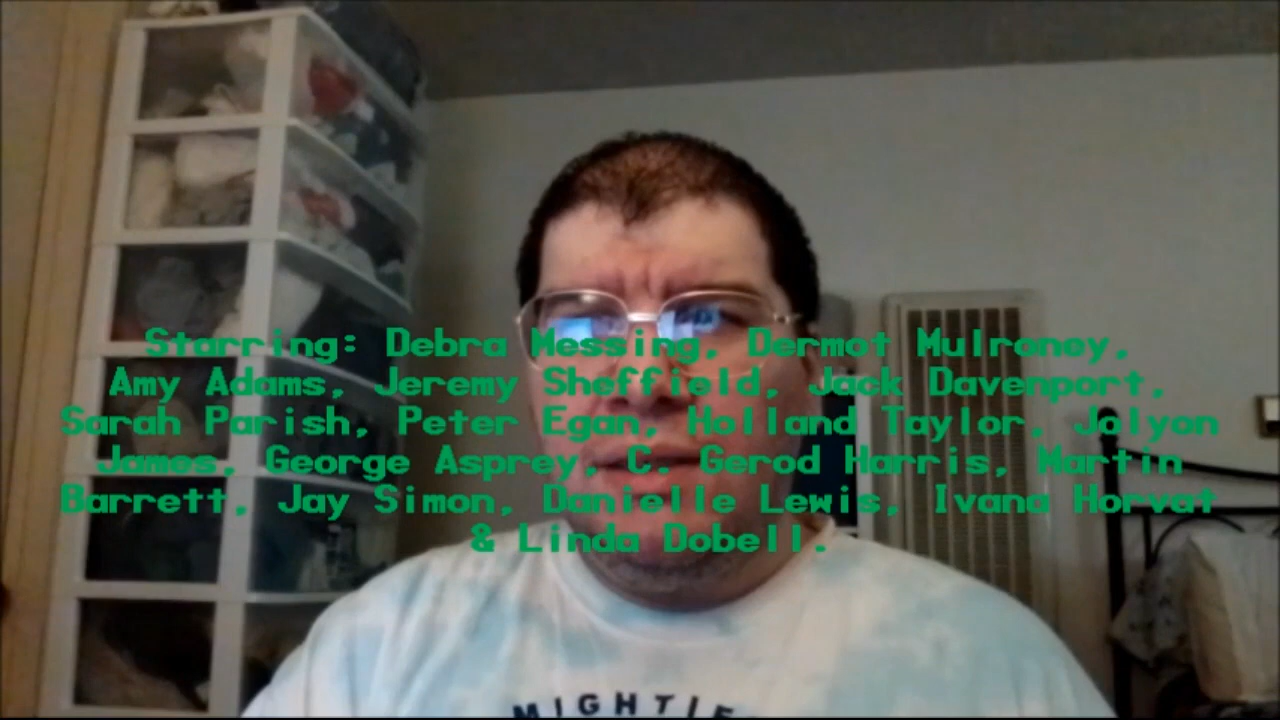 Starring: Debra Messing, Dermot Mulroney,
Amy Adams, Jeremy Sheffield, Jack Davenport,
Sarah Parish, Peter Egan, Holland Taylor, Jolyon
James, George Asprey, C. Gerod Harris, Martin
Barrett, Jay Simon, Danielle Lewis, Ivana Horvat
& Linda Dobell.